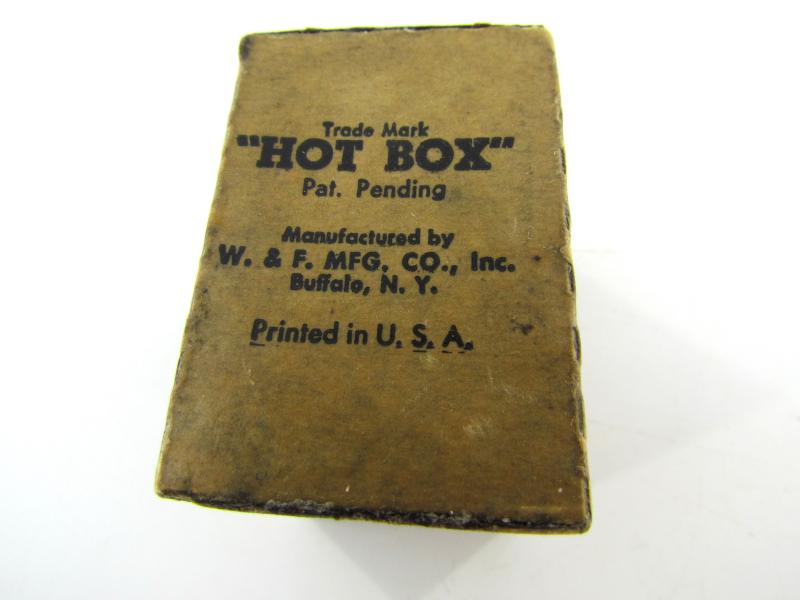 Trade Mark
"HOT BOX"
Pat. Pending
Manufactured by
W. & F. MFG. CO., Inc.
Buffalo, N. Y.
Printed in U. S. A.